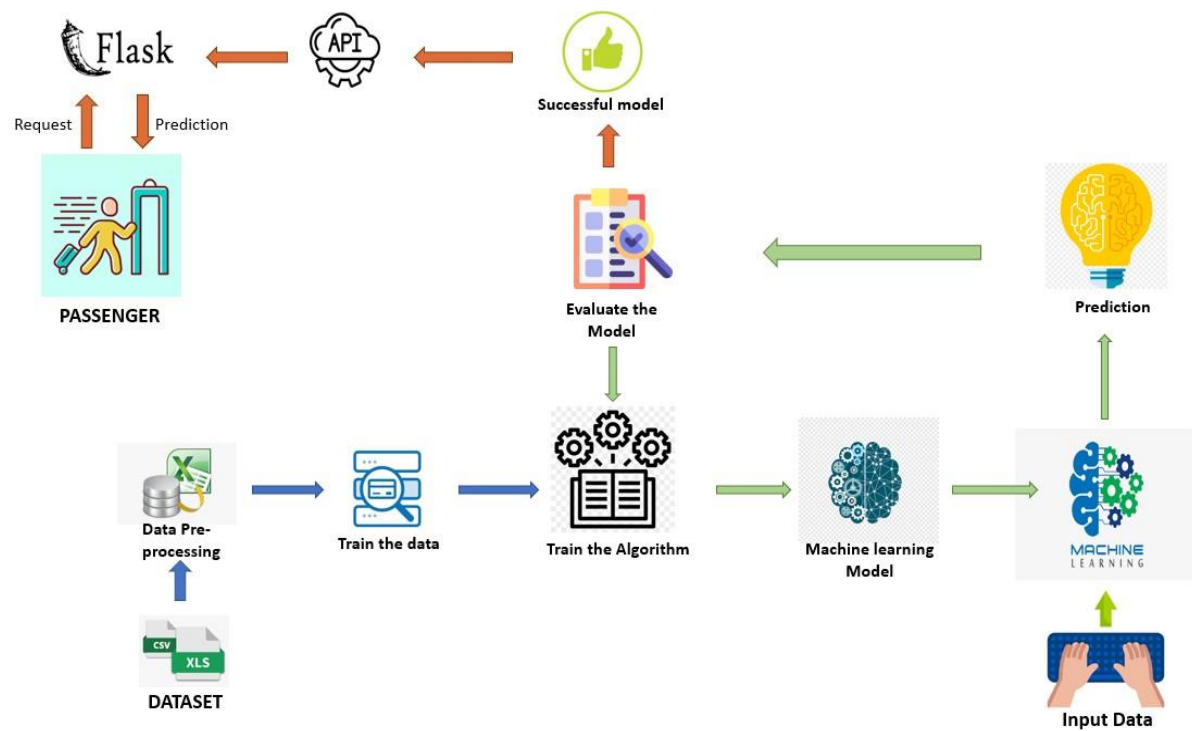 Flask
API
Successful model
Request
Prediction
PASSENGER
Evaluate the
Model
Prediction
Data Pre-
processing
Train the data
Train the Algorithm
Machine learning
Model
MACHINE
LEARNING
CSV
XLS
DATASET
Input Data